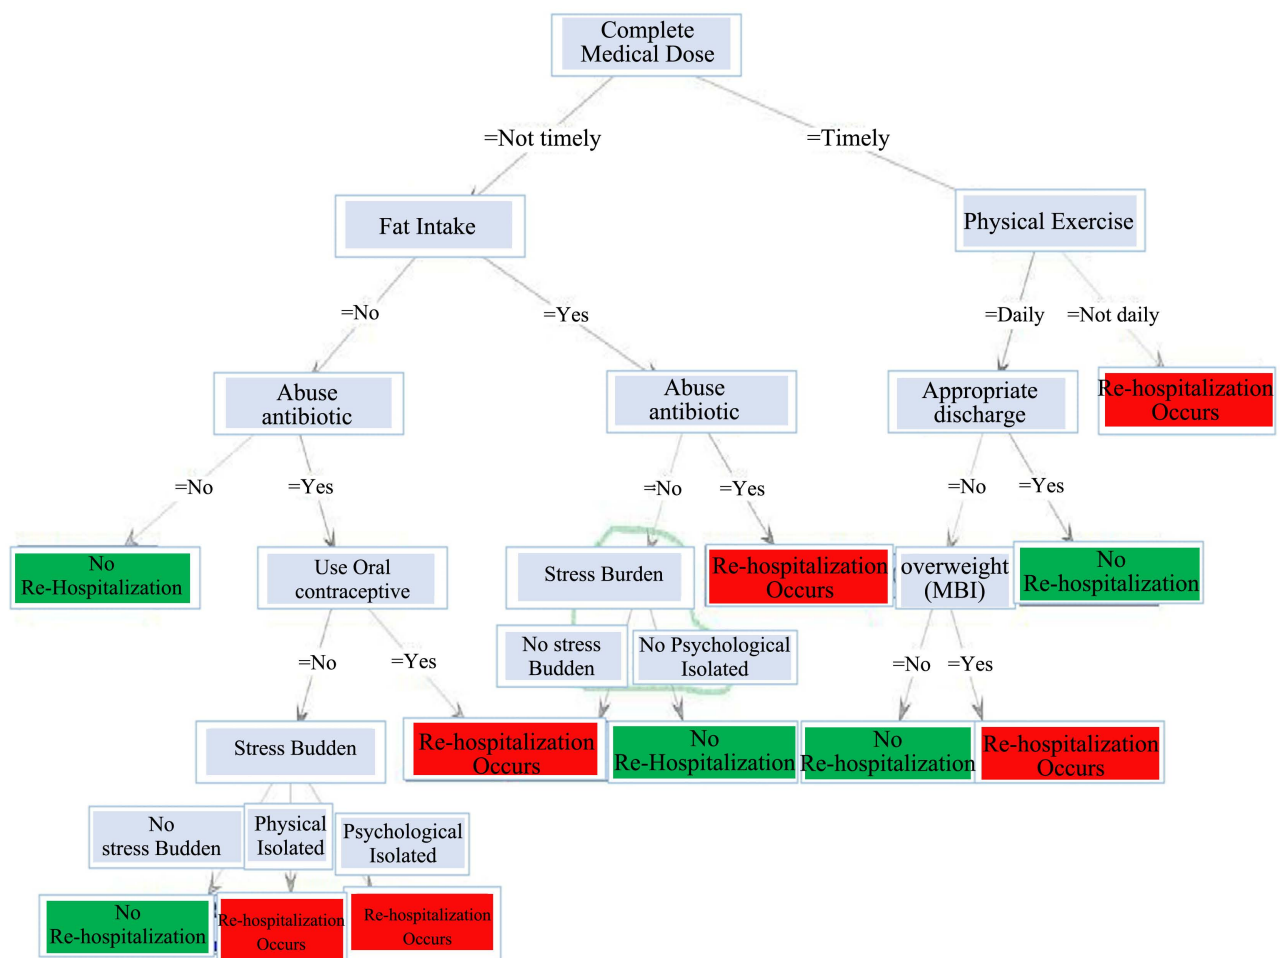 Complete
Medical Dose
=Not timely
=Timely
Fat Intake
Physical Exercise
=No
=Yes
=Daily
=Not daily
Abuse
antibiotic
Abuse
antibiotic
Appropriate
discharge
Re-hospitalization
Occurs
=No
=Yes
=No
=Yes
=No
=Yes
No
Re-Hospitalization
Use Oral
contraceptive
Stress Burden
Re-hospitalization
Occurs
overweight
(MBI)
No
Re-hospitalization
=No
=Yes
No stress
Budden
No Psychological
Isolated
=No
=Yes
Stress Budden
Re-hospitalization
Occurs
No
Re-Hospitalization
No
Re-hospitalization
Re-hospitalization
Occurs
No
stress Budden
Physical
Isolated
Psychological
Isolated
No
Re-hospitalization
Re-hospitalization
Occurs
Re-hospitalization
Occurs